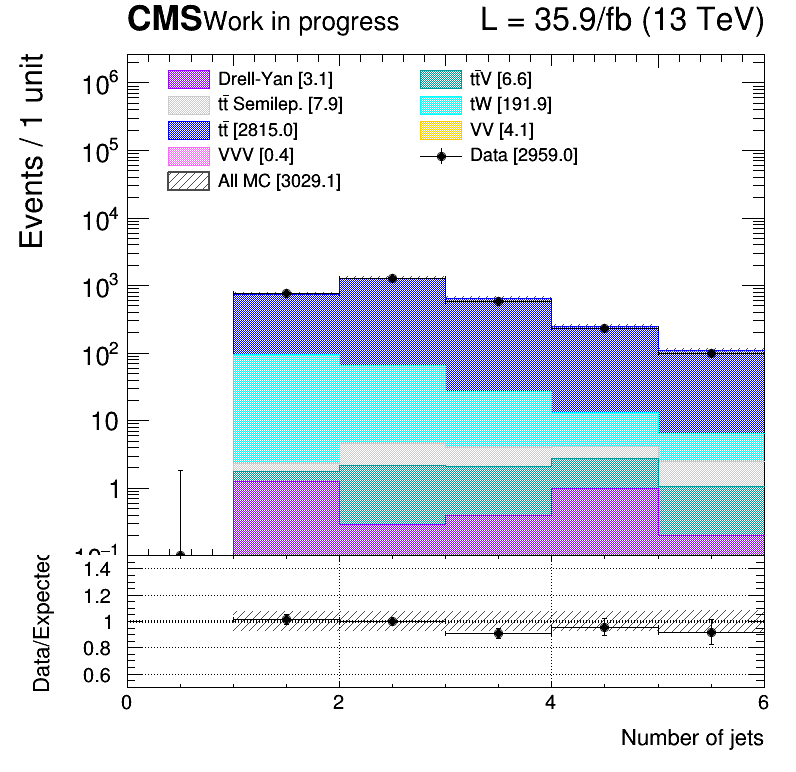 CMS Work in progress L = 35.9/fb (13 TeV)
Events / 1 unit
Drell-Yan [3.1] tt̄V [6.6]
tt̄ Semilep. [7.9] tW [191.9]
tt̄ [2815.0] VV [4.1]
VVV [0.4] Data [2959.0]
All MC [3029.1]
10⁶
10⁵
10⁴
10³
10²
10
1
10⁻¹
Data/Expected
1.4
1.2
1
0.8
0.6
0 2 4 6
Number of jets